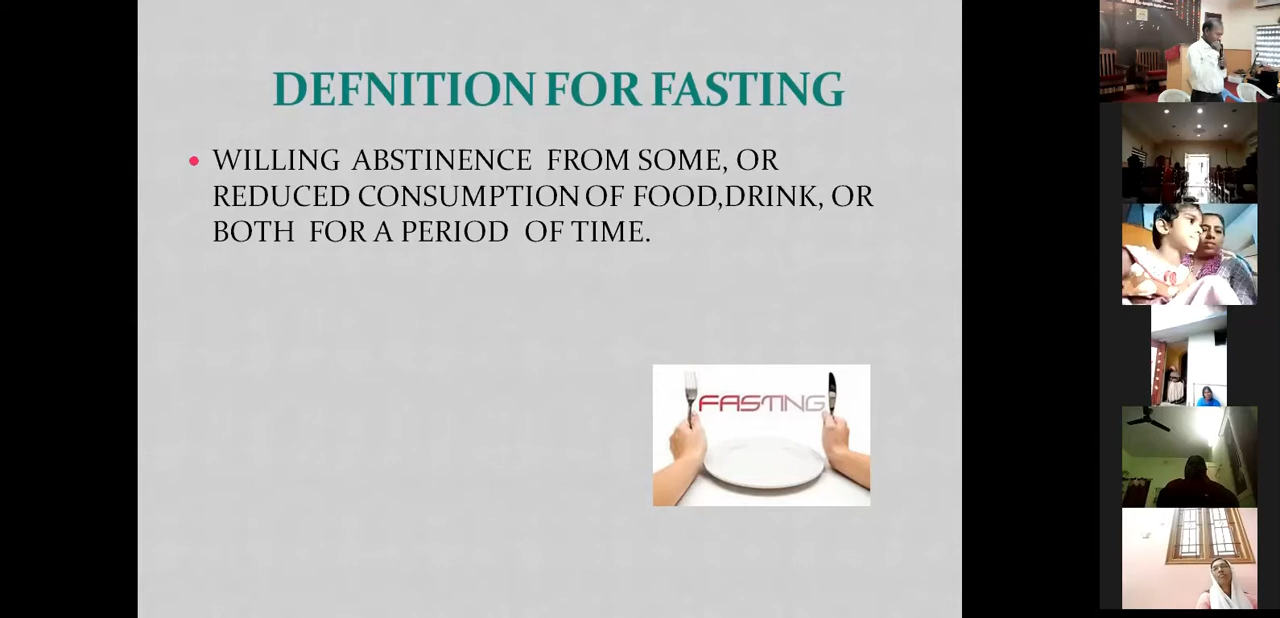 DEFNITION FOR FASTING
WILLING ABSTINENCE FROM SOME, OR
REDUCED CONSUMPTION OF FOOD,DRINK, OR
BOTH FOR A PERIOD OF TIME.
FASTING